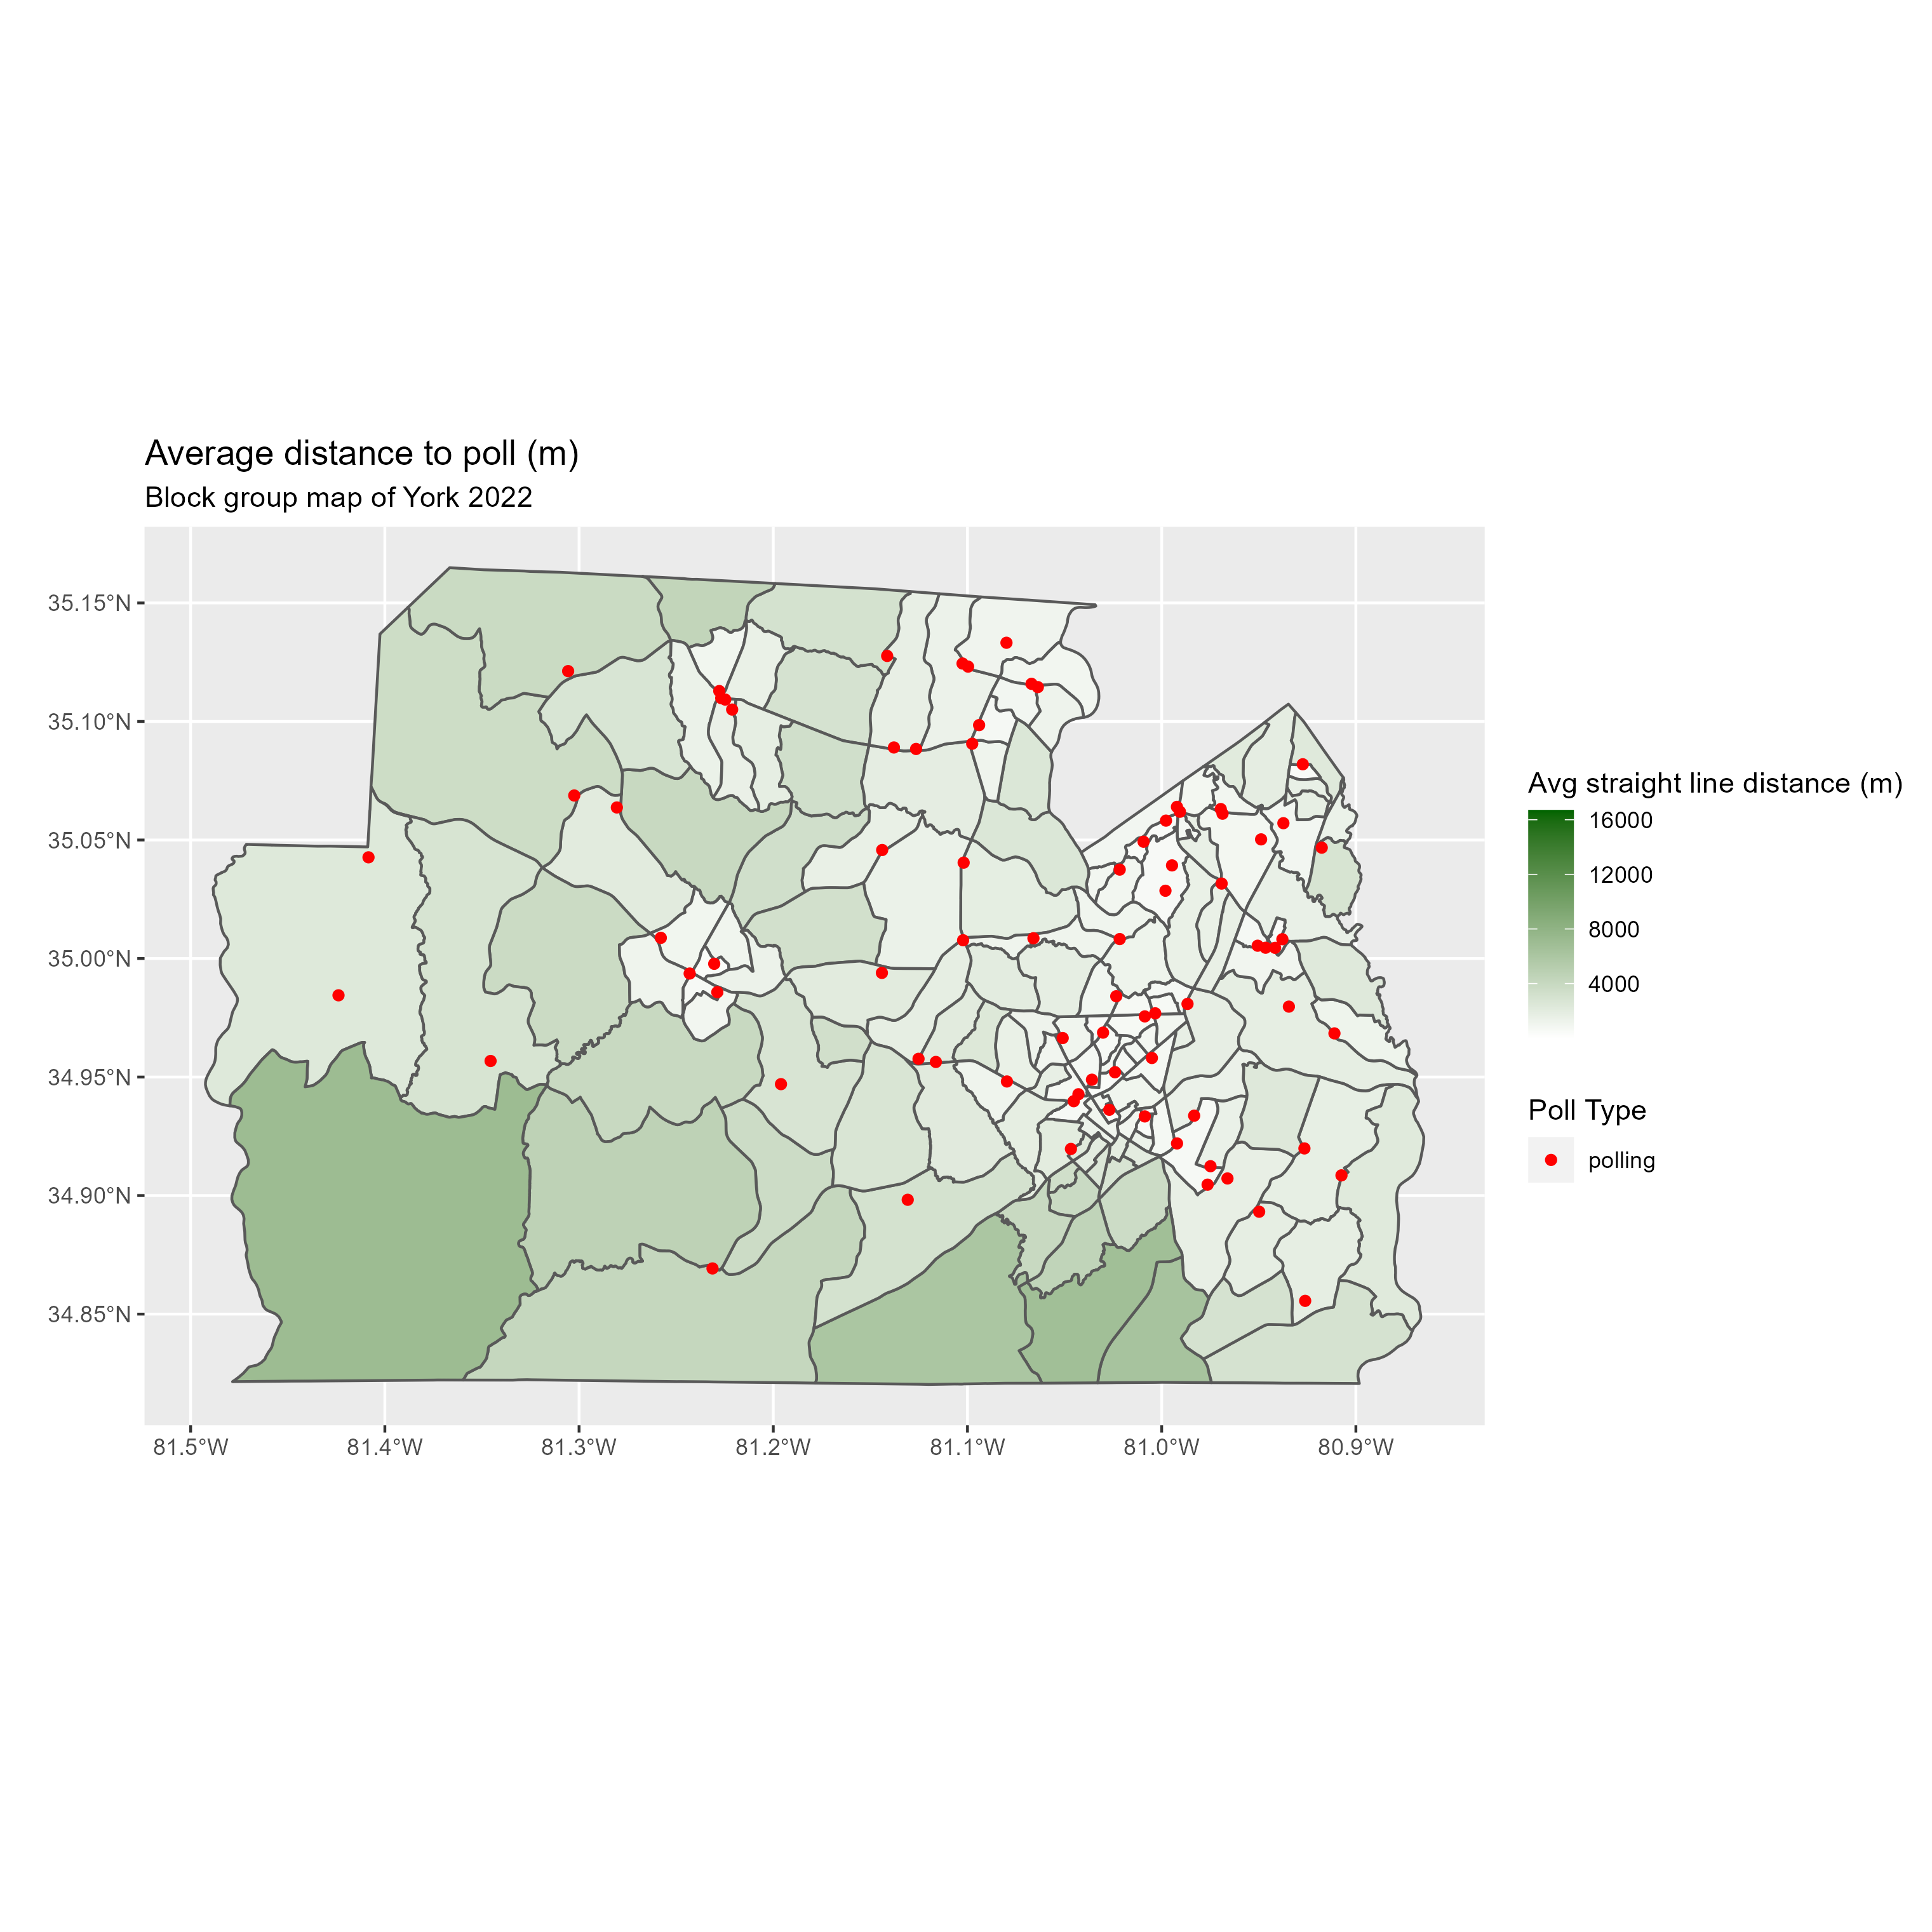 Average distance to poll (m)
Block group map of York 2022
35.15°N
35.10°N
35.05°N
35.00°N
34.95°N
34.90°N
34.85°N
81.5°W 81.4°W 81.3°W 81.2°W 81.1°W 81.0°W 80.9°W
Avg straight line distance (m)
16000
12000
8000
4000
Poll Type
polling